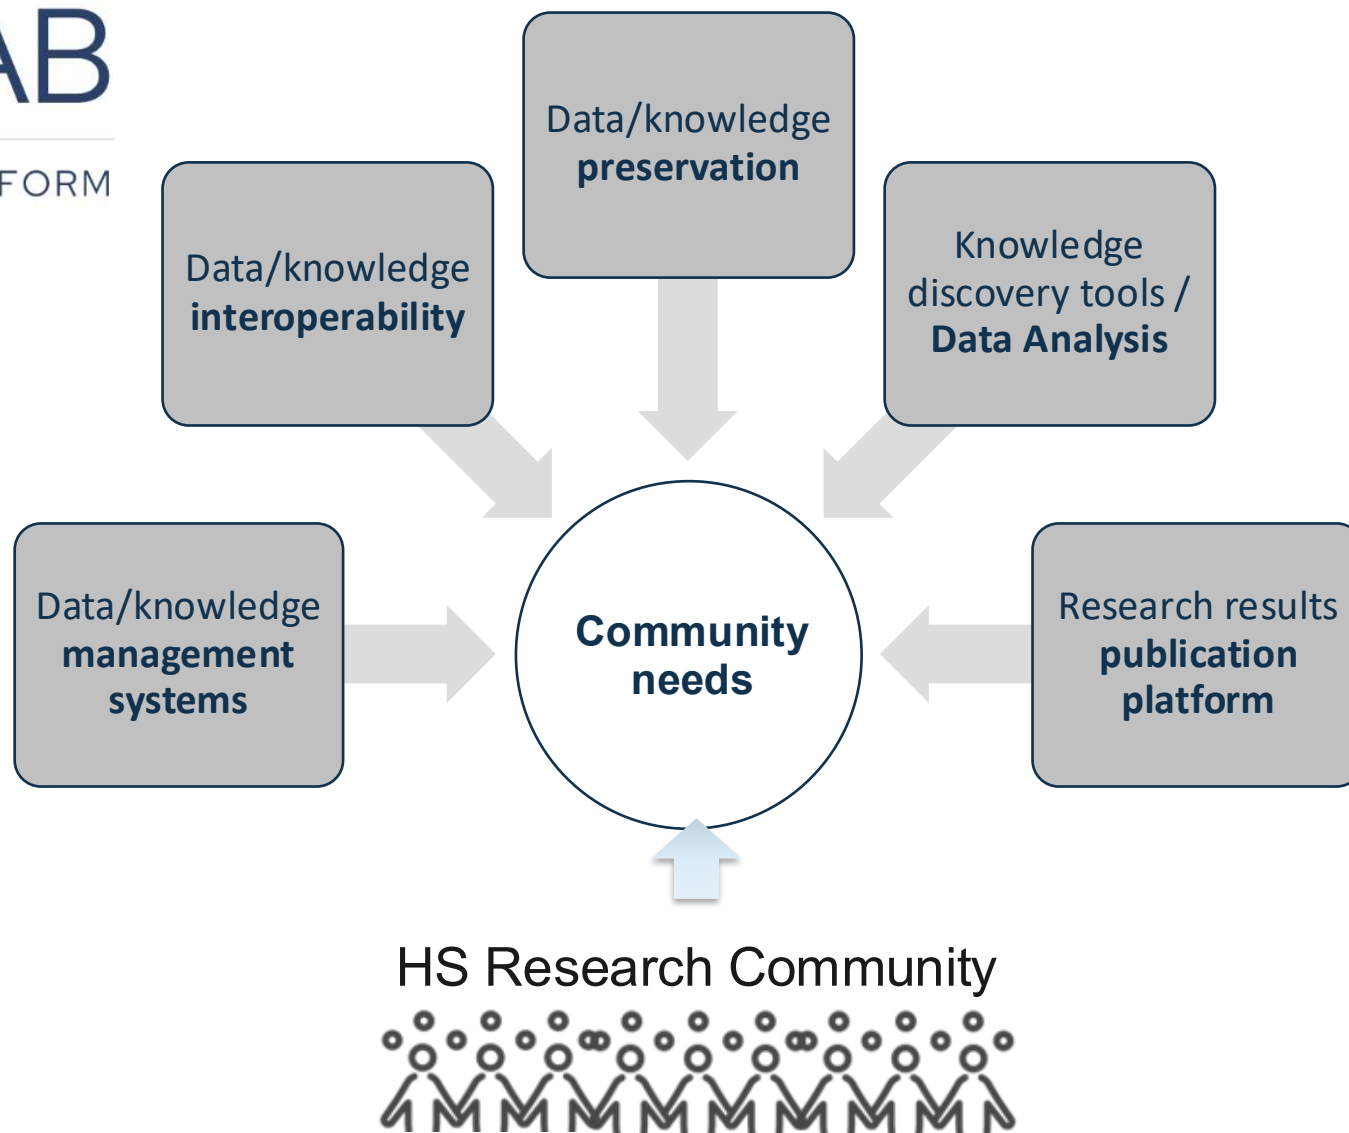 AB
FORM
Data/knowledge
preservation
Data/knowledge
interoperability
Knowledge
discovery tools /
Data Analysis
Data/knowledge
management
systems
Community
needs
Research results
publication
platform
HS Research Community